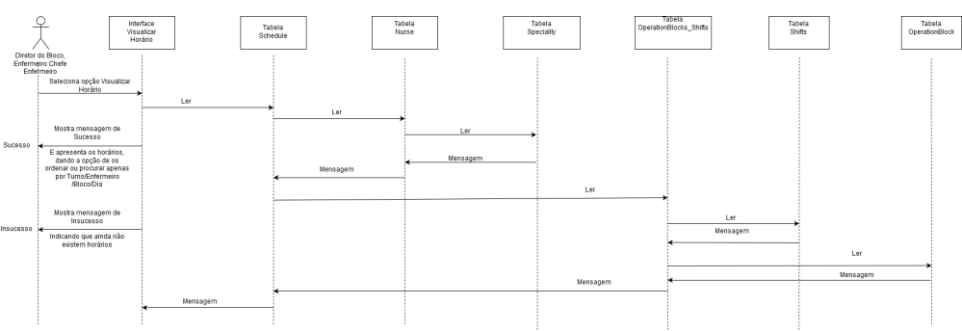 Interface
Visualizar
Horário
Tabela
Schedule
Tabela
Nurse
Tabela
Speciality
Tabela
OperationBlocks_Shifts
Tabela
Shifts
Tabela
OperationBlock
Diretor do Bloco,
Enfermeiro Chefe
Enfermeiro
Seleciona opção Visualizar
Horário
Ler
Ler
Ler
Mostra mensagem de
Sucesso
Sucesso
E apresenta os horários,
dando a opção de os
ordenar ou procurar apenas
por Turno/Enfermeiro
/Bloco/Dia
Mensagem
Mensagem
Ler
Mostra mensagem de
Insucesso
Insucesso
Indicando que ainda não
existem horários
Ler
Mensagem
Ler
Mensagem
Mensagem
Mensagem